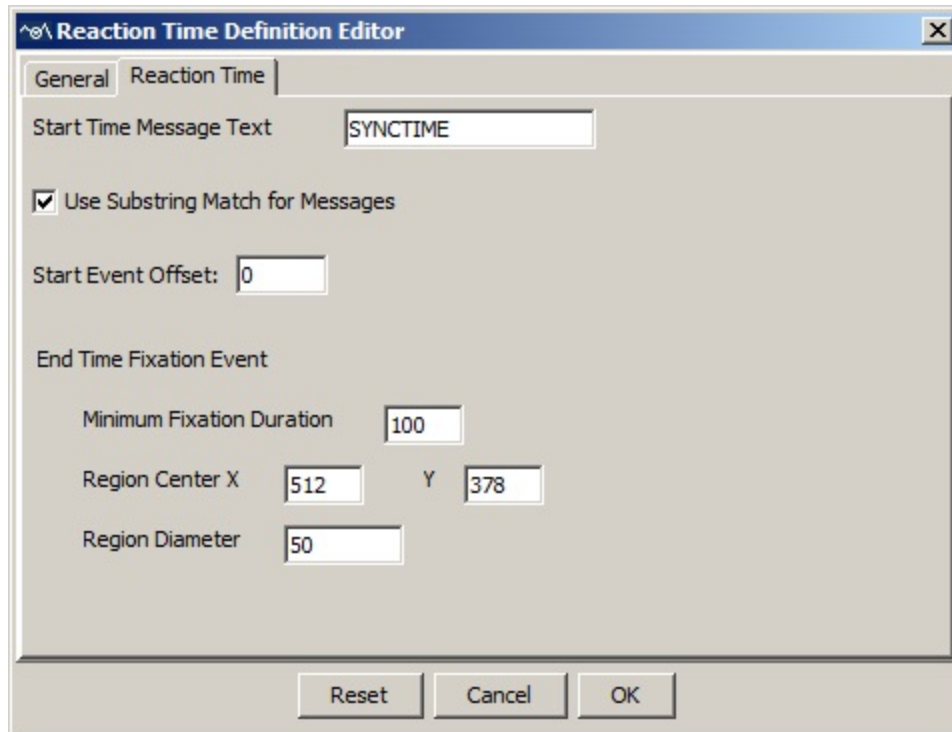 Reaction Time Definition Editor
General Reaction Time
Start Time Message Text SYNCTIME
Use Substring Match for Messages
Start Event Offset: 0
End Time Fixation Event
Minimum Fixation Duration 100
Region Center X 512 Y 378
Region Diameter 50
Reset Cancel OK